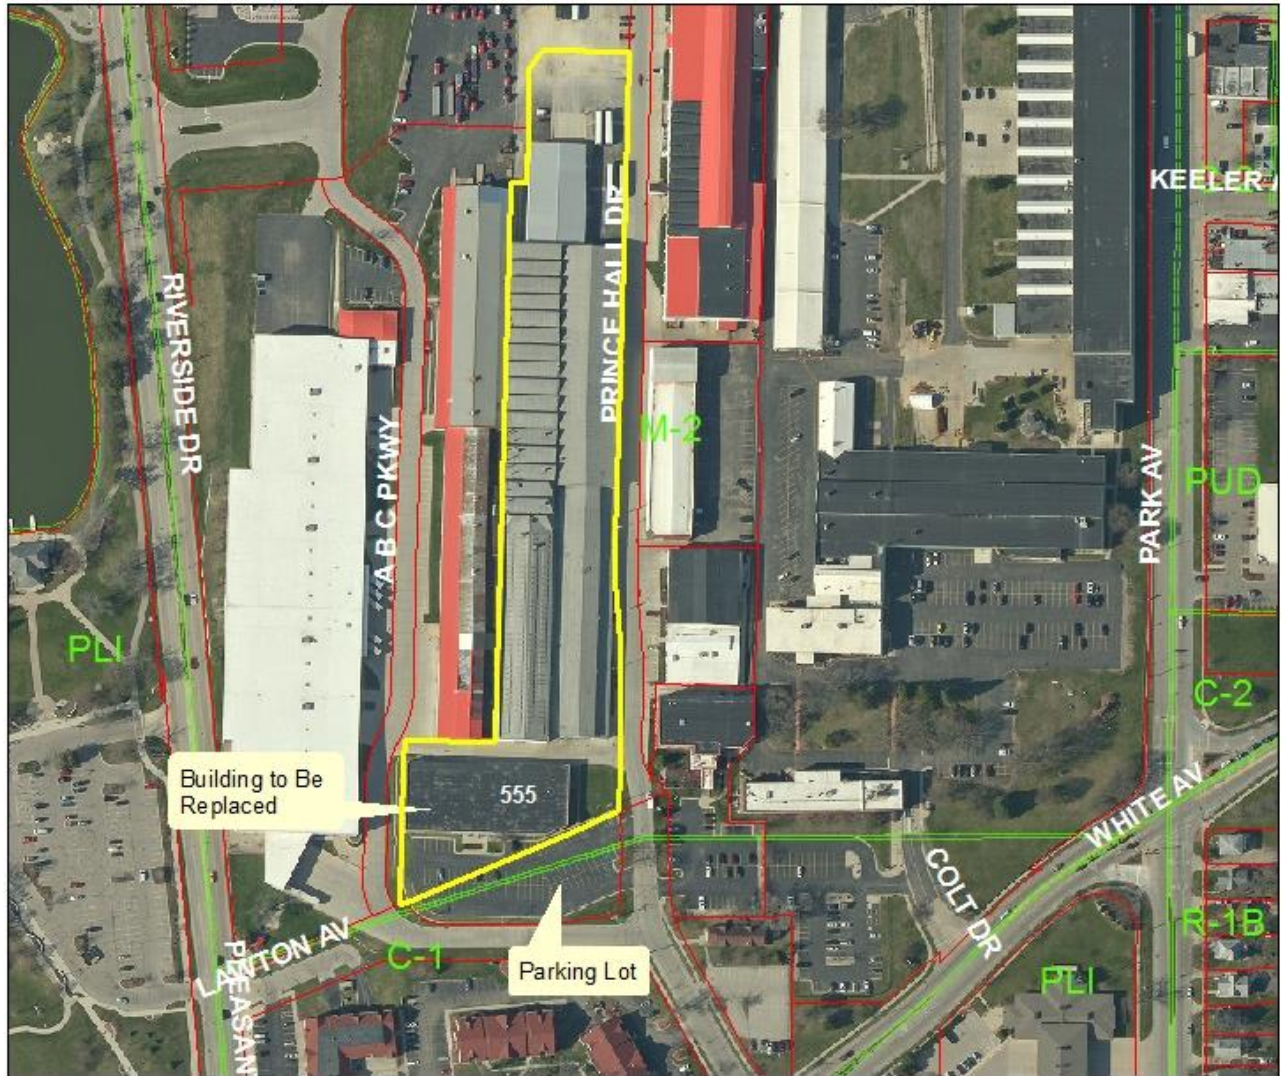 KEELER
RIVERSIDE DR
PRINCE HALL DR
A B C PKWY
M-2
PARK AV
PUD
PLI
C-2
Building to Be
Replaced
555
WHITE AV
COLT DR
LAWTON AV
C-1
Parking Lot
PLEASAN
PLI
R-1B